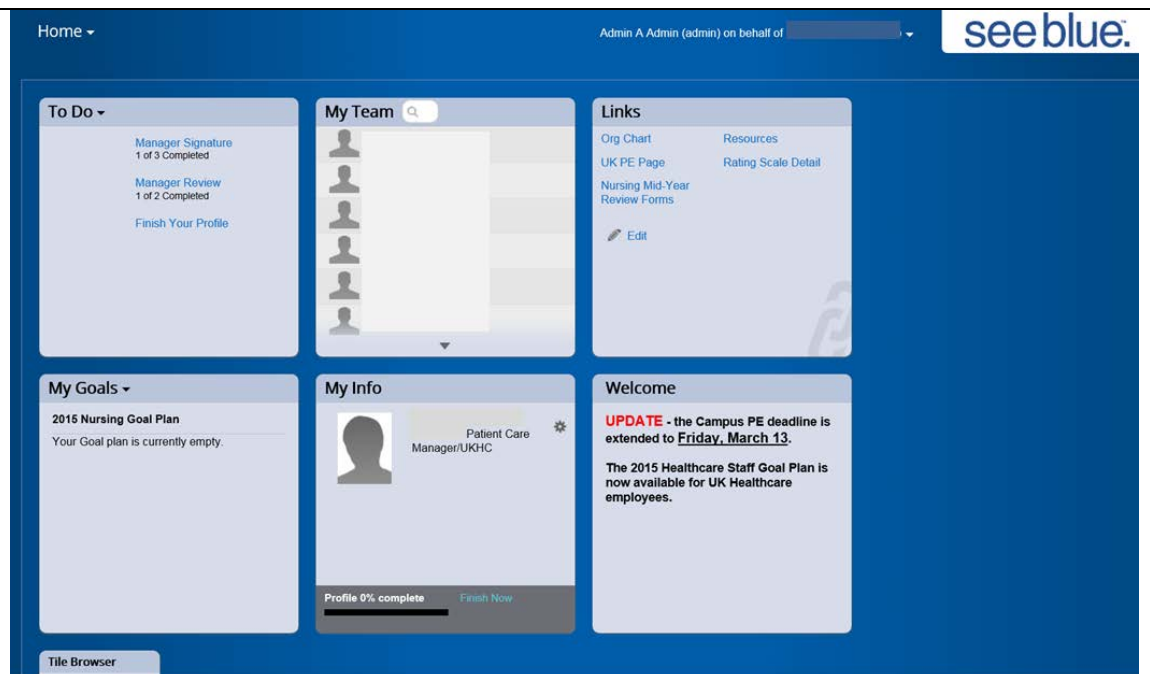 Home
Admin A Admin (admin) on behalf of
see blue.™
To Do
Manager Signature
1 of 3 Completed
Manager Review
1 of 2 Completed
Finish Your Profile
My Team
Links
Org Chart
Resources
UK PE Page
Rating Scale Detail
Nursing Mid-Year
Review Forms
Edit
My Goals
2015 Nursing Goal Plan
Your Goal plan is currently empty.
My Info
Patient Care
Manager/UKHC
Profile 0% complete
Finish Now
Welcome
UPDATE - the Campus PE deadline is
extended to Friday, March 13.
The 2015 Healthcare Staff Goal Plan is
now available for UK Healthcare
employees.
Tile Browser